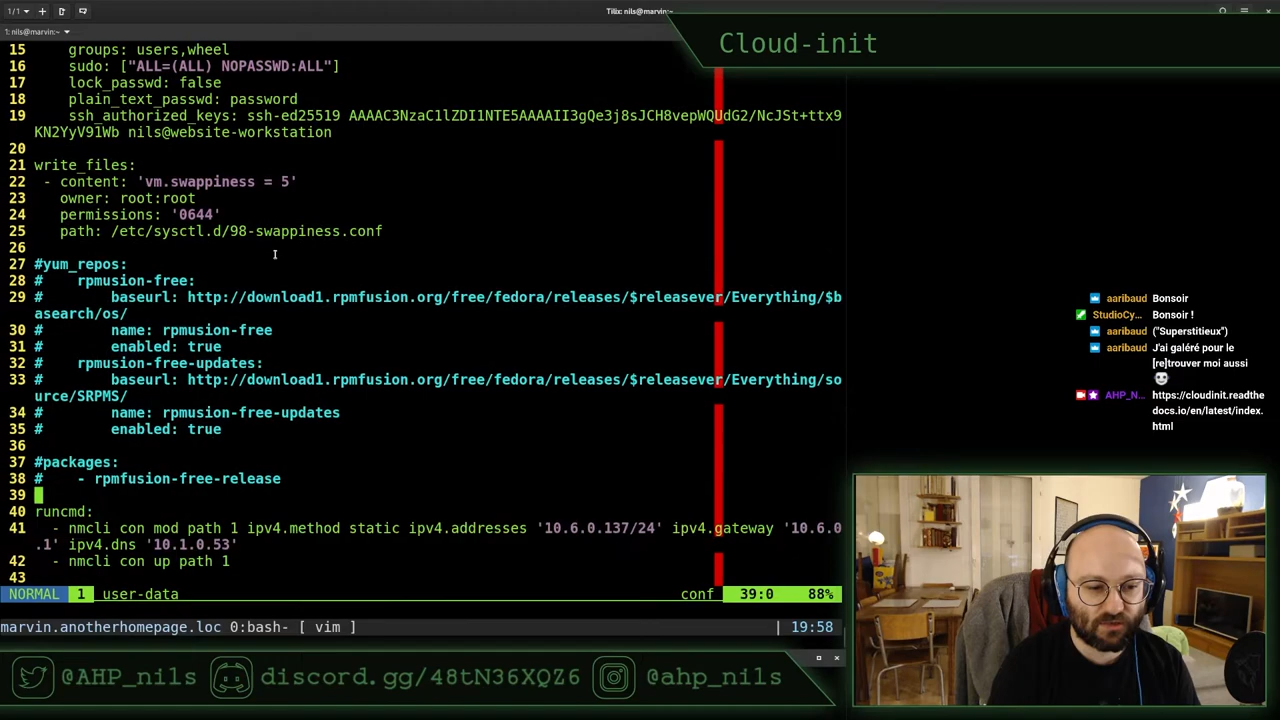 1/1
Tilix: nils@marvin:~
1: nils@marvin:~
Cloud-init
15 groups: users,wheel
16 sudo: ["ALL=(ALL) NOPASSWD:ALL"]
17 lock_passwd: false
18 plain_text_passwd: password
19 ssh_authorized_keys: ssh-ed25519 AAAAC3NzaC1lZDI1NTE5AAAAII3gQe3j8sJCH8vepWQUdG2/NcJSt+ttx9
KN2YyV91Wb nils@website-workstation
20
21 write_files:
22 - content: 'vm.swappiness = 5'
23 owner: root:root
24 permissions: '0644'
25 path: /etc/sysctl.d/98-swappiness.conf
26
27 #yum_repos:
28 # rpmusion-free:
29 # baseurl: http://download1.rpmfusion.org/free/fedora/releases/$releasever/Everything/$b
asearch/os/
30 # name: rpmusion-free
31 # enabled: true
32 # rpmusion-free-updates:
33 # baseurl: http://download1.rpmfusion.org/free/fedora/releases/$releasever/Everything/so
urce/SRPMS/
34 # name: rpmusion-free-updates
35 # enabled: true
36
37 #packages:
38 # - rpmfusion-free-release
39
40 runcmd:
41 - nmcli con mod path 1 ipv4.method static ipv4.addresses '10.6.0.137/24' ipv4.gateway '10.6.0
.1' ipv4.dns '10.1.0.53'
42 - nmcli con up path 1
43
NORMAL 1 user-data conf 39:0 88%
marvin.anotherhomepage.loc 0:bash- [ vim ] | 19:58
aaribaud Bonsoir
StudioCy... Bonsoir !
aaribaud ("Superstitieux")
aaribaud J'ai galéré pour le
[re]trouver moi aussi
AHP_N... https://cloudinit.readthe
docs.io/en/latest/index.
html
@AHP_nils discord.gg/48tN36XQZ6 @ahp_nils